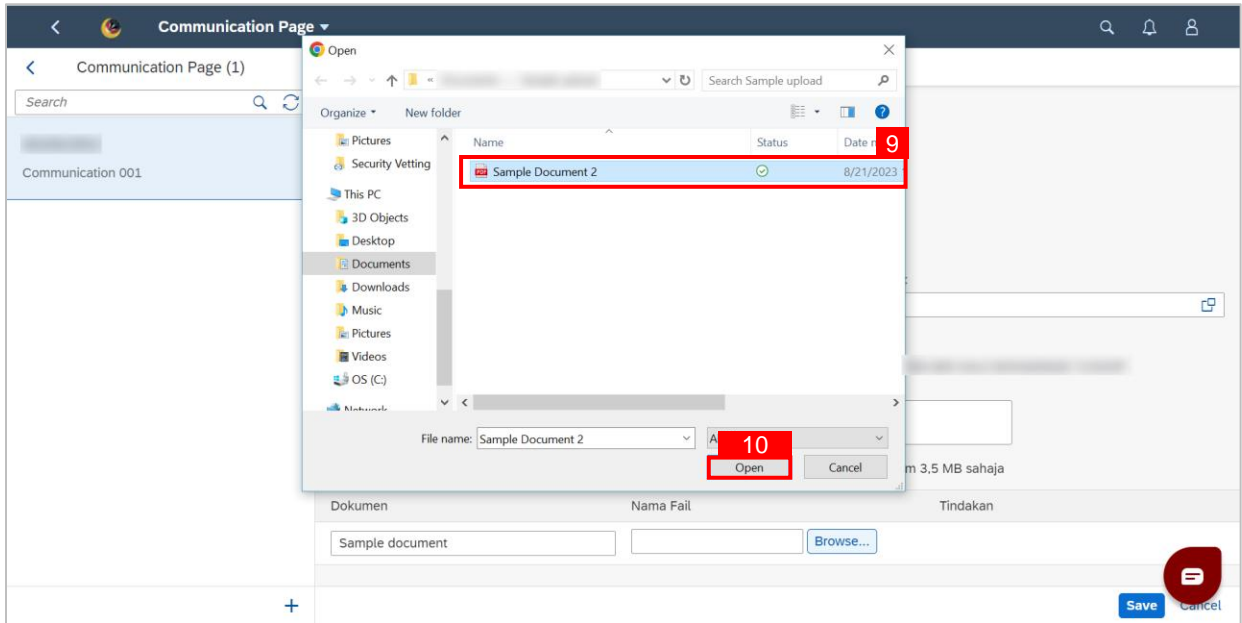 Communication Page
Open
Communication Page (1)
Search Sample upload
Search
Organize
New folder
9
Pictures
Name
Status
Date
Security Vetting
Sample Document 2
8/21/2023
Communication 001
This PC
3D Objects
Desktop
Documents
Downloads
Music
Pictures
Videos
OS (C:)
Network
File name:
Sample Document 2
A
10
Open
Cancel
3,5 MB sahaja
Dokumen
Nama Fail
Tindakan
Sample document
Browse...
+
Save
Cancel